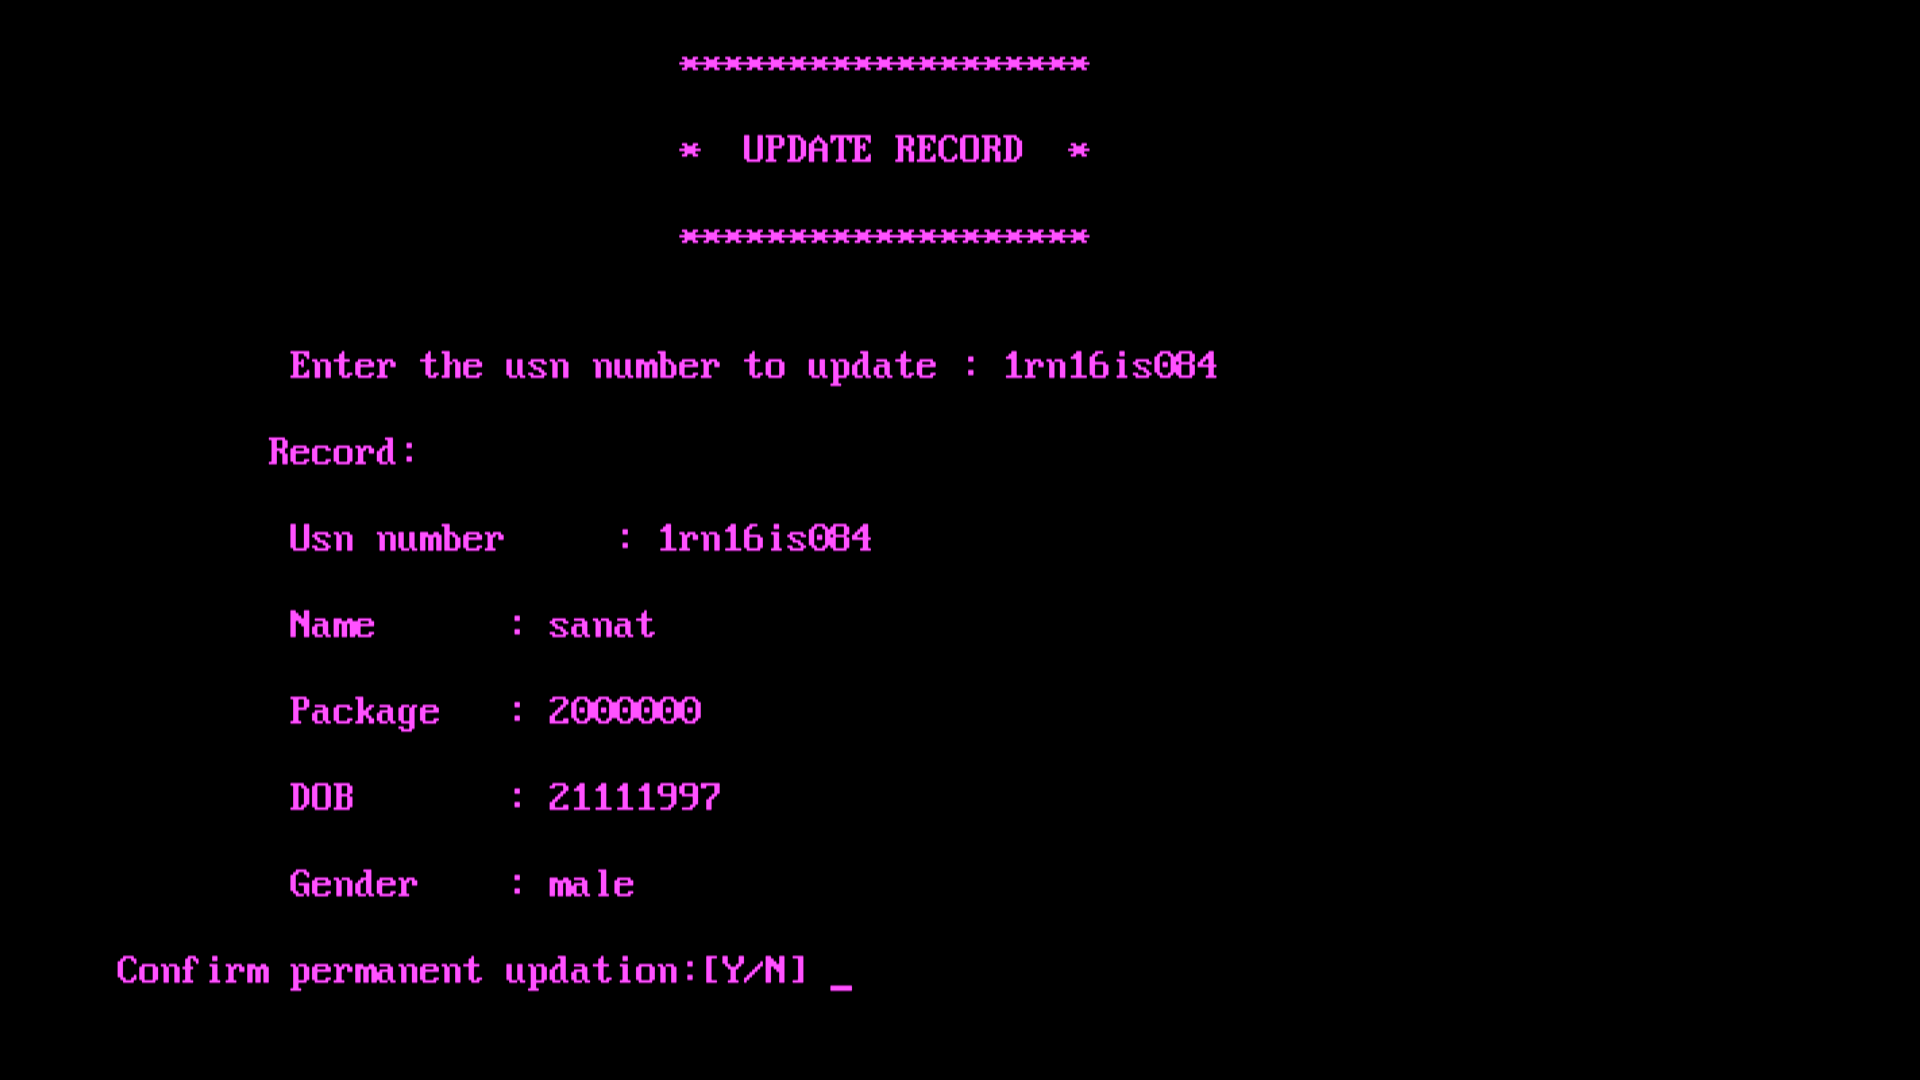 *******************
* UPDATE RECORD *
*******************
Enter the usn number to update : 1rn16is084
Record:
Usn number : 1rn16is084
Name : sanat
Package : 2000000
DOB : 21111997
Gender : male
Confirm permanent updation:[Y/N] _